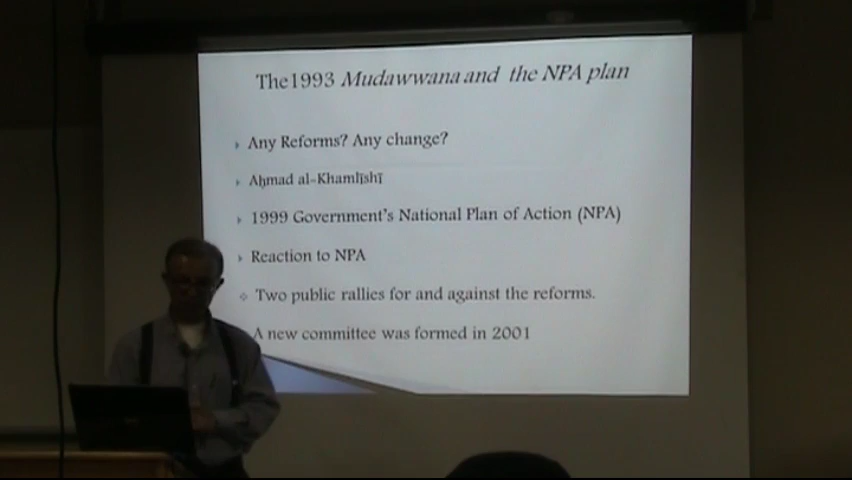 The1993 Mudawwana and the NPA plan
Any Reforms? Any change?
Aḥmad al-Khamlīshī
1999 Government's National Plan of Action (NPA)
Reaction to NPA
Two public rallies for and against the reforms.
A new committee was formed in 2001